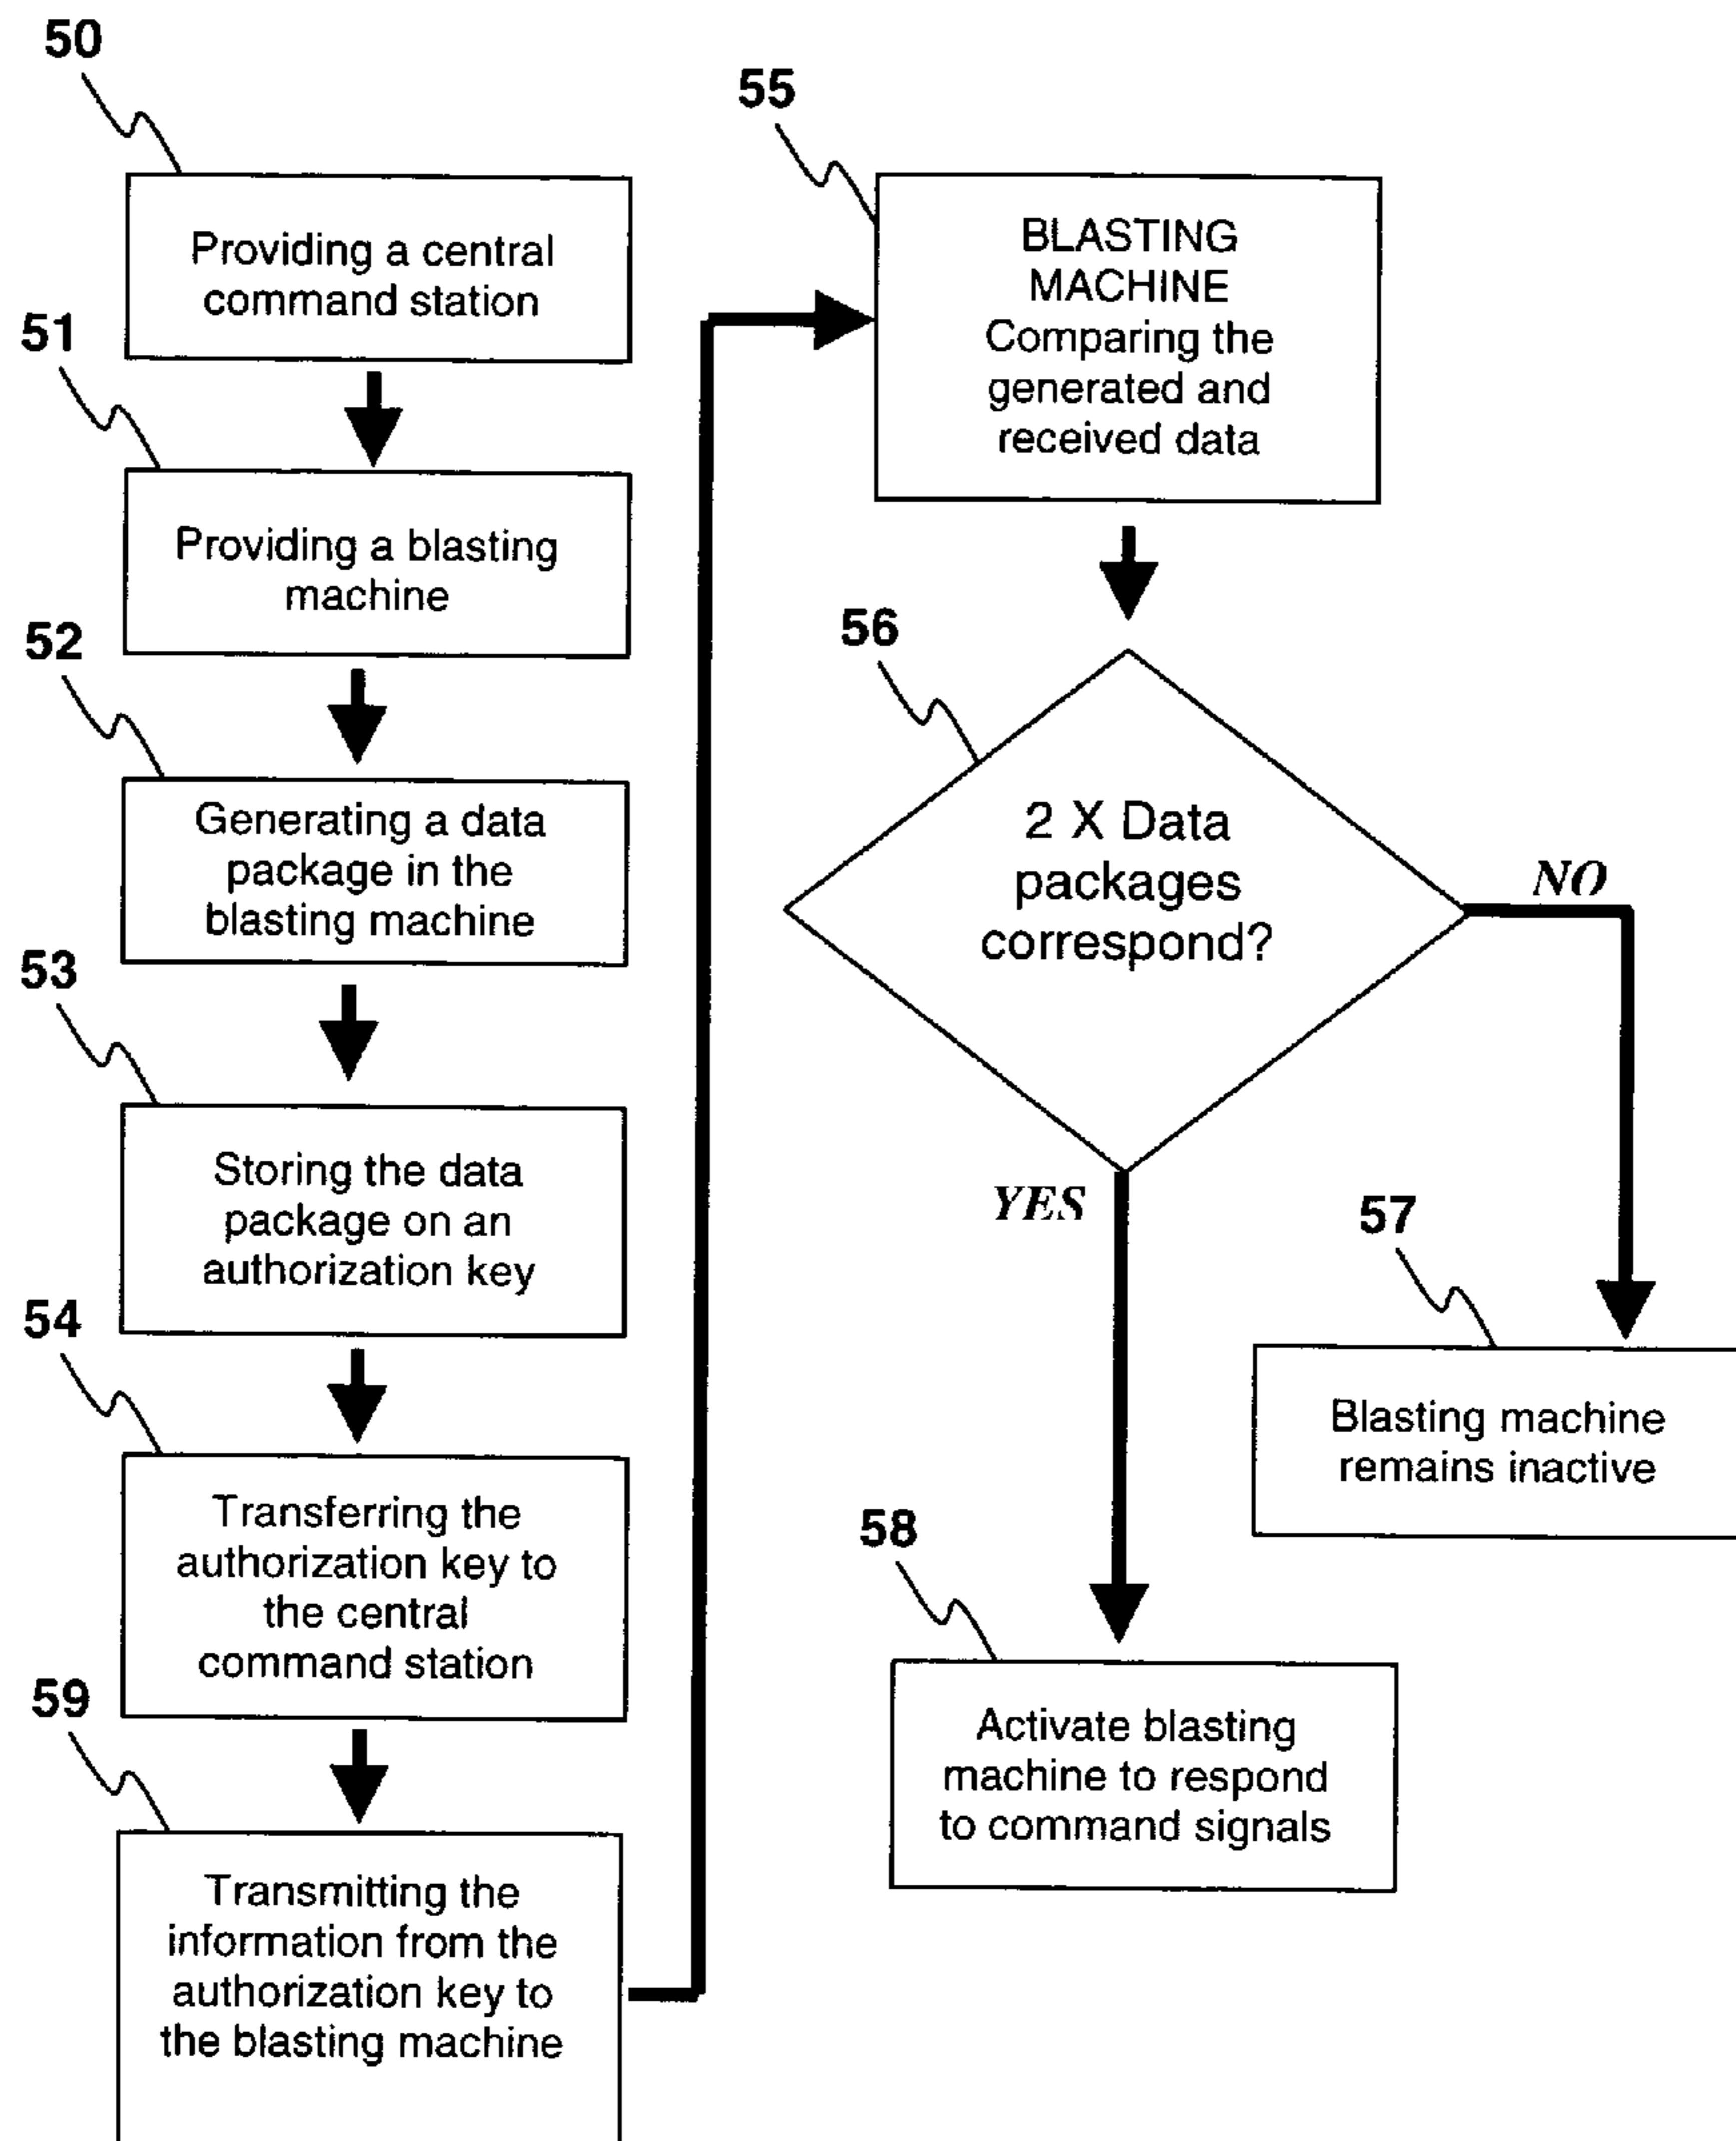 50
Providing a central
command station
51
Providing a blasting
machine
52
Generating a data
package in the
blasting machine
53
Storing the data
package on an
authorization key
54
Transferring the
authorization key to
the central
command station
59
Transmitting the
information from the
authorization key to
the blasting machine
55
BLASTING
MACHINE
Comparing the
generated and
received data
56
2 X Data
packages
correspond?
NO
YES
57
Blasting machine
remains inactive
58
Activate blasting
machine to respond
to command signals